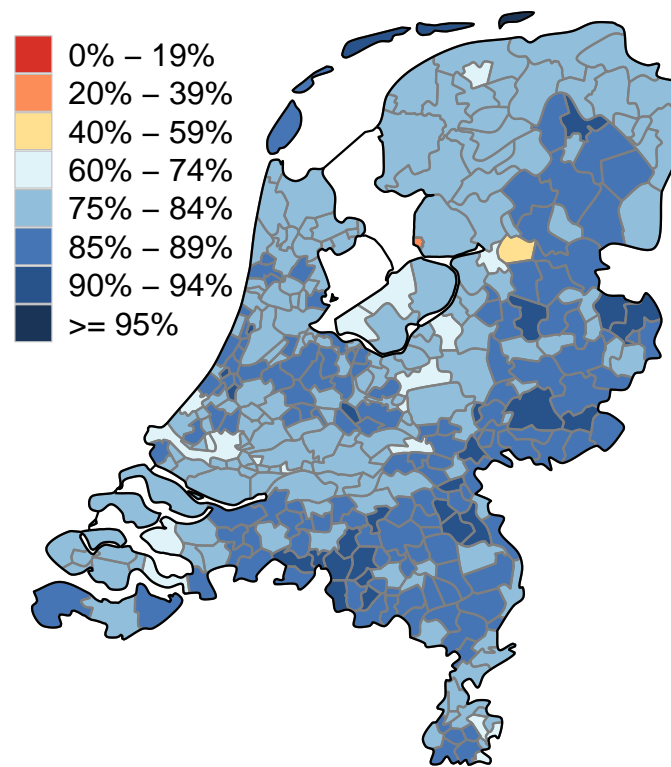 0% – 19%
20% – 39%
40% – 59%
60% – 74%
75% – 84%
85% – 89%
90% – 94%
>= 95%